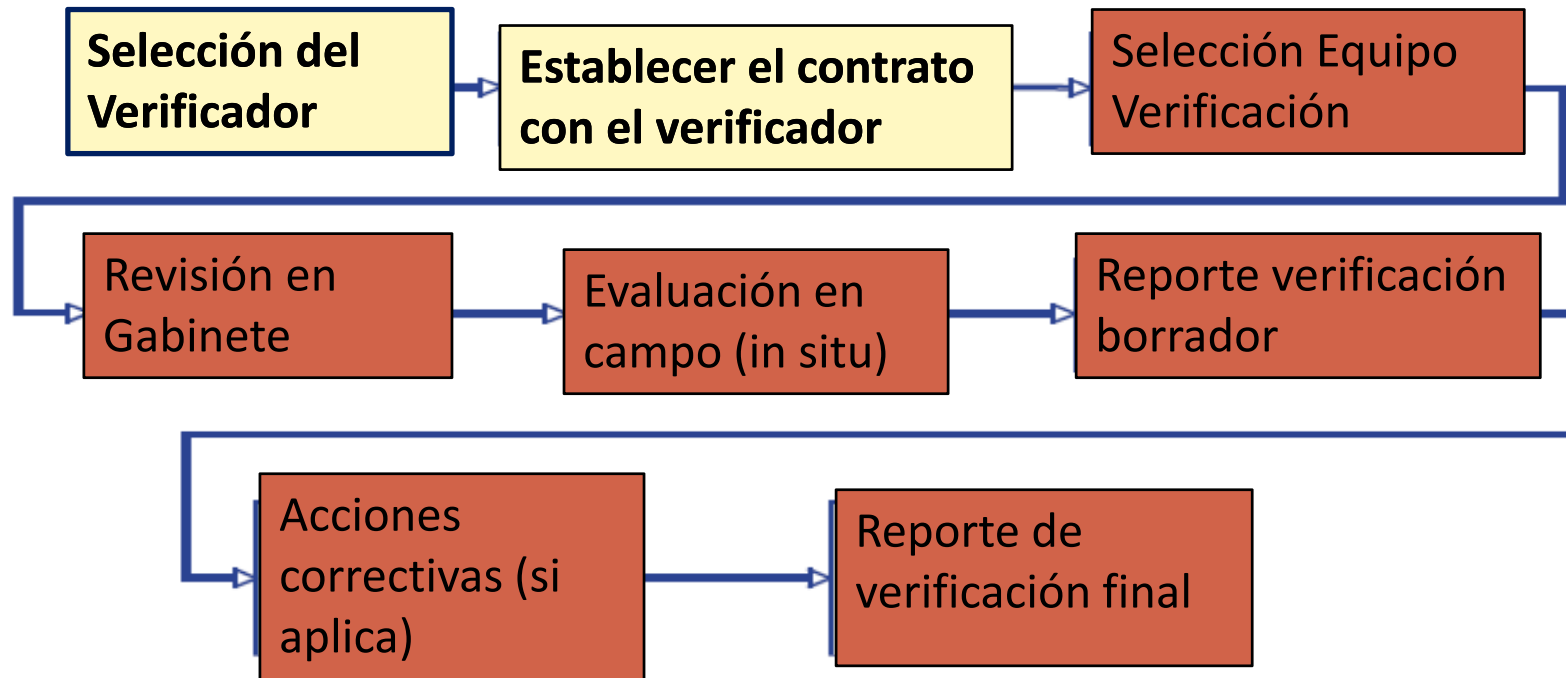 Selección del
Verificador
Establecer el contrato
con el verificador
Selección Equipo
Verificación
Revisión en
Gabinete
Evaluación en
campo (in situ)
Reporte verificación
borrador
Acciones
correctivas (si
aplica)
Reporte de
verificación final